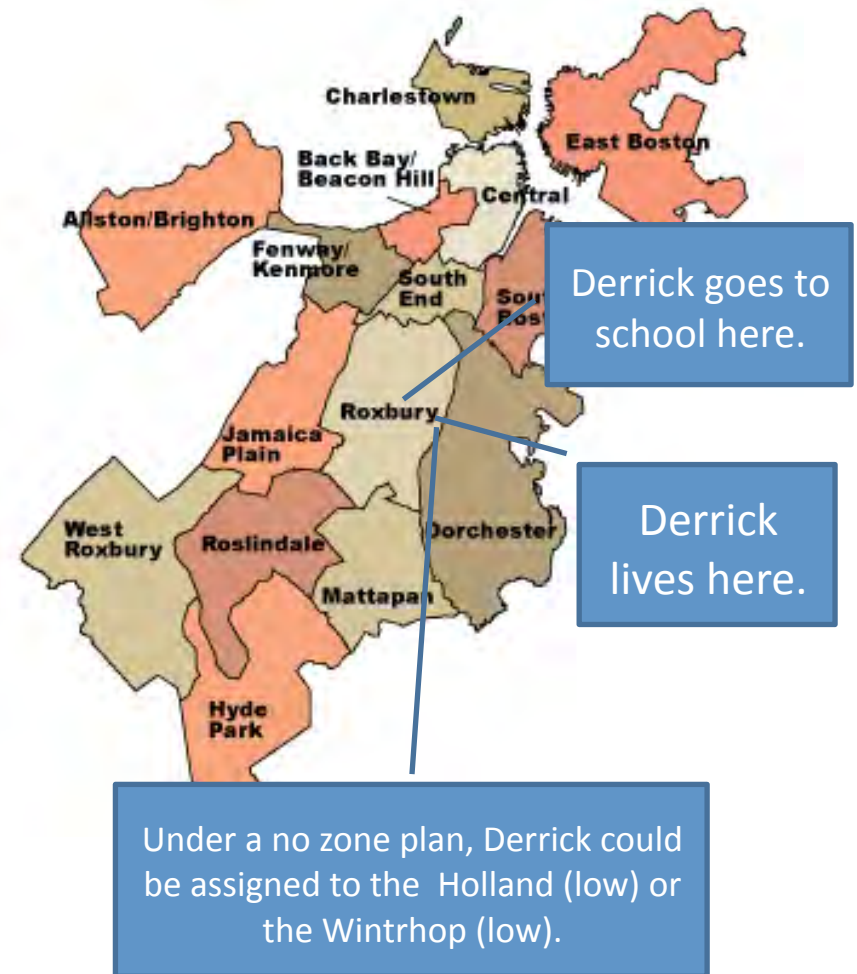 Charlestown
East Boston
Back Bay/
Beacon Hill
Central
Allston/Brighton
Fenway/
Kenmore
South
End
Derrick goes to
school here.
Roxbury
Jamaica
Plain
Derrick
lives here.
West
Roxbury
Roslindale
Dorchester
Mattapan
Hyde
Park
Under a no zone plan, Derrick could
be assigned to the Holland (low) or
the Wintrhop (low).